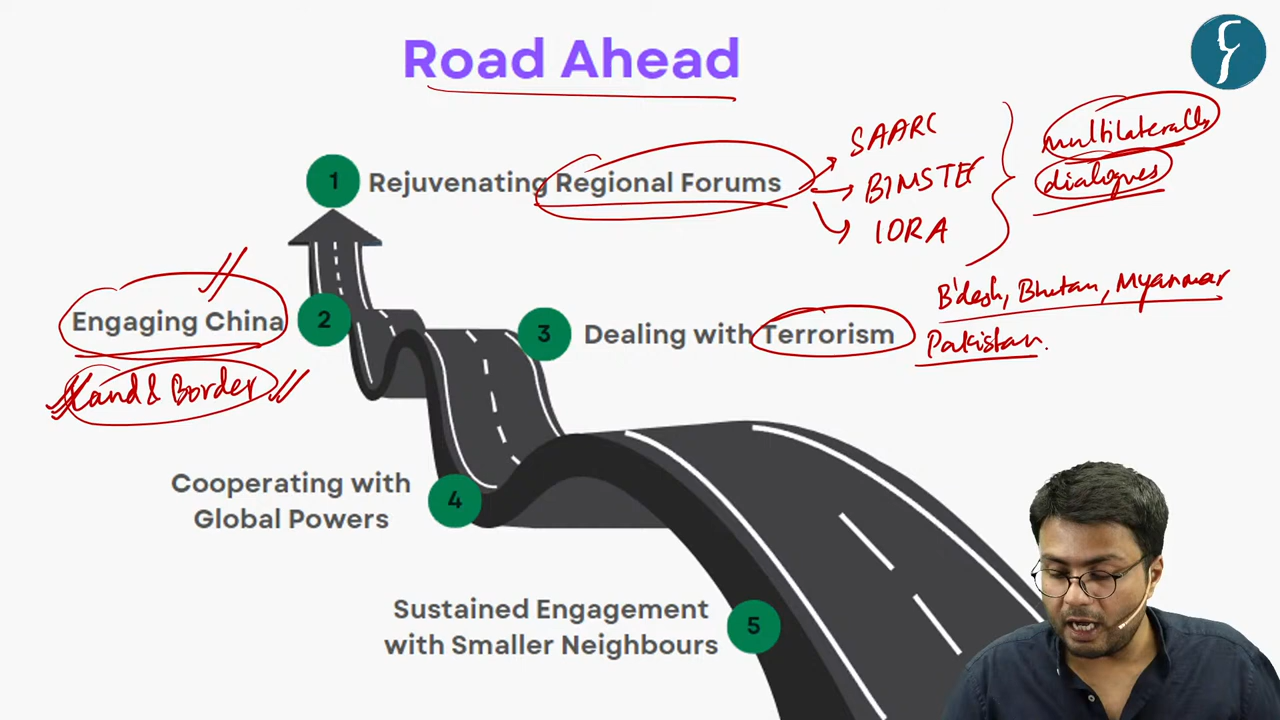 Road Ahead
1
Rejuvenating Regional Forums
SAARC
BIMSTEC
IORA
multilaterally
dialogues
Engaging China
2
Land & Border
3
Dealing with Terrorism
B'desh, Bhutan, Myanmar
Pakistan.
Cooperating with
Global Powers
4
Sustained Engagement
with Smaller Neighbours
5